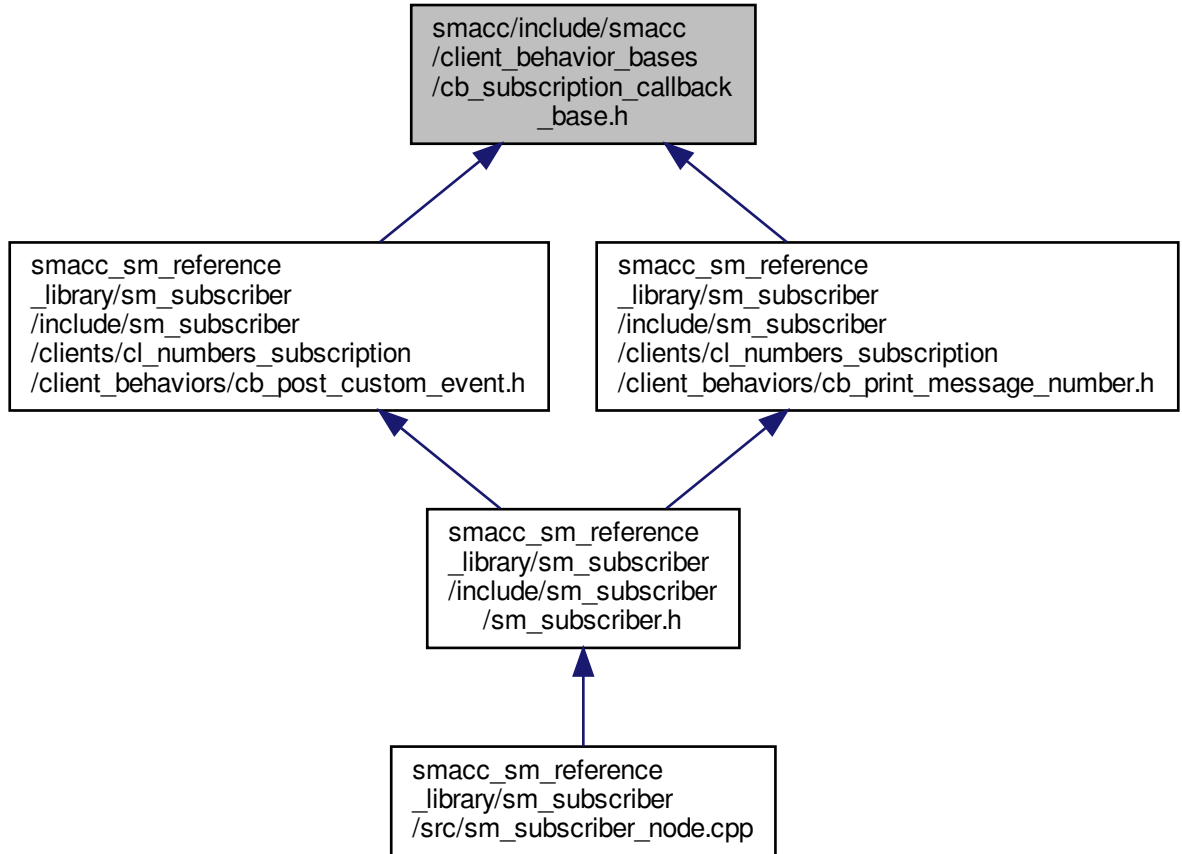 smacc/include/smacc
/client_behavior_bases
/cb_subscription_callback
_base.h
smacc_sm_reference
_library/sm_subscriber
/include/sm_subscriber
/clients/cl_numbers_subscription
/client_behaviors/cb_post_custom_event.h
smacc_sm_reference
_library/sm_subscriber
/include/sm_subscriber
/clients/cl_numbers_subscription
/client_behaviors/cb_print_message_number.h
smacc_sm_reference
_library/sm_subscriber
/include/sm_subscriber
/sm_subscriber.h
smacc_sm_reference
_library/sm_subscriber
/src/sm_subscriber_node.cpp